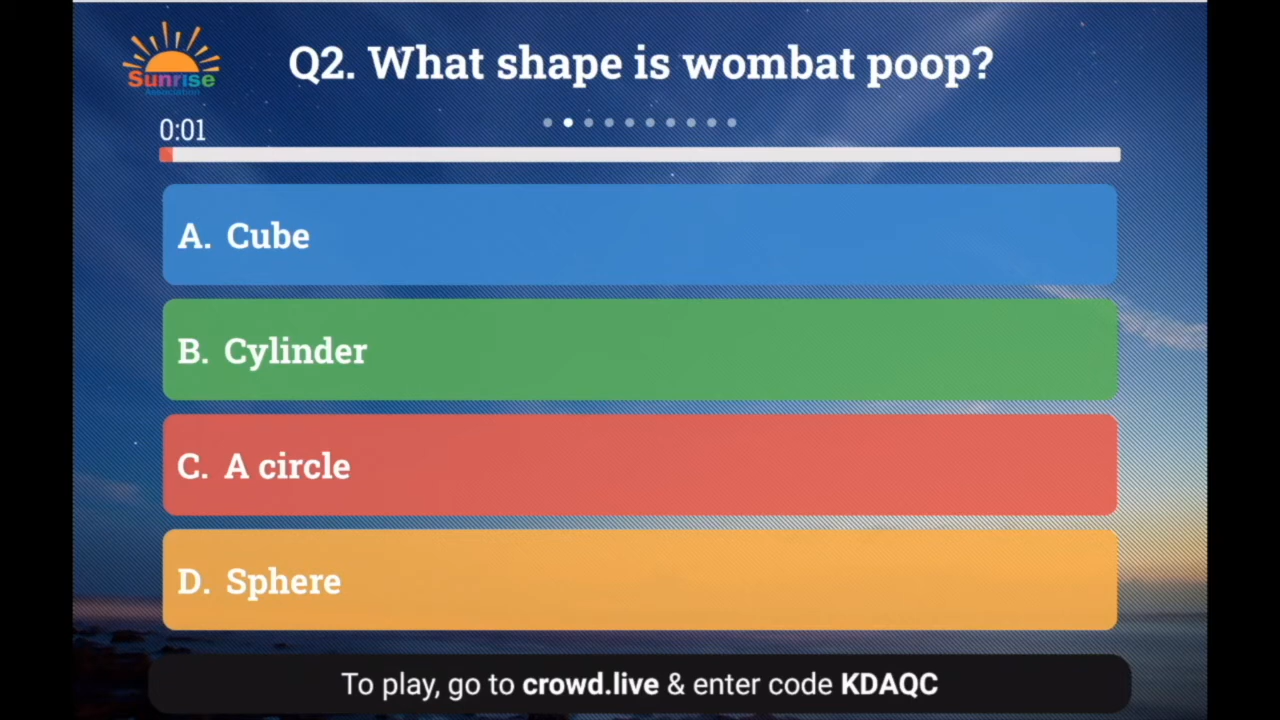 Sunrise
Association
Q2. What shape is wombat poop?
0:01
A. Cube
B. Cylinder
C. A circle
D. Sphere
To play, go to crowd.live & enter code KDAQC